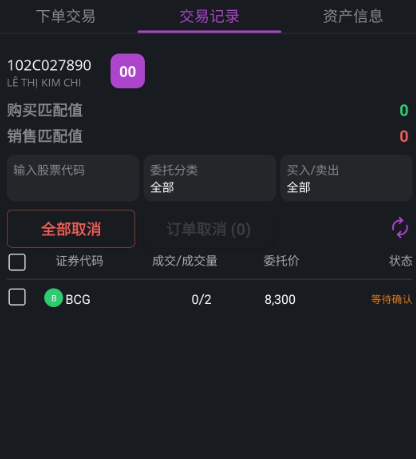 下单交易 交易记录 资产信息
102C027890 00
LÊ THỊ KIM CHI
购买匹配值 0
销售匹配值 0
输入股票代码 委托分类 买入/卖出
全部 全部
全部取消 订单取消 (0)
证券代码 成交/成交量 委托价 状态
B BCG 0/2 8,300 等待确认